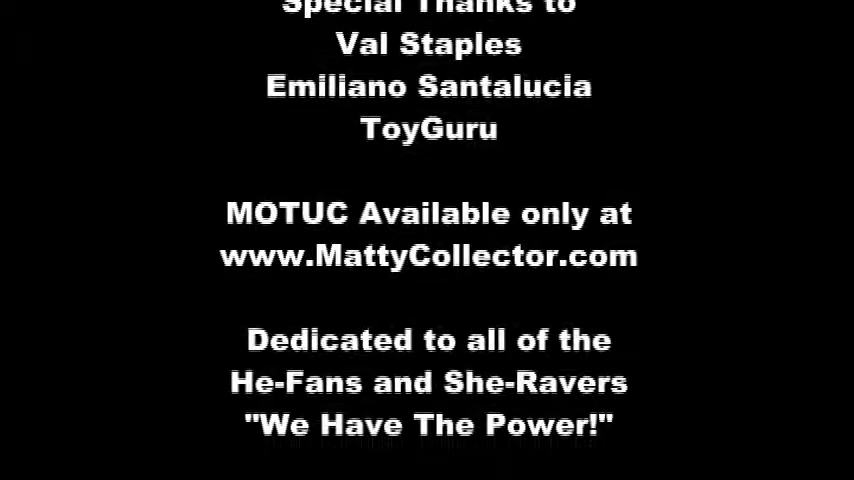 Special Thanks to
Val Staples
Emiliano Santalucia
ToyGuru
MOTUC Available only at
www.MattyCollector.com
Dedicated to all of the
He-Fans and She-Ravers
"We Have The Power!"